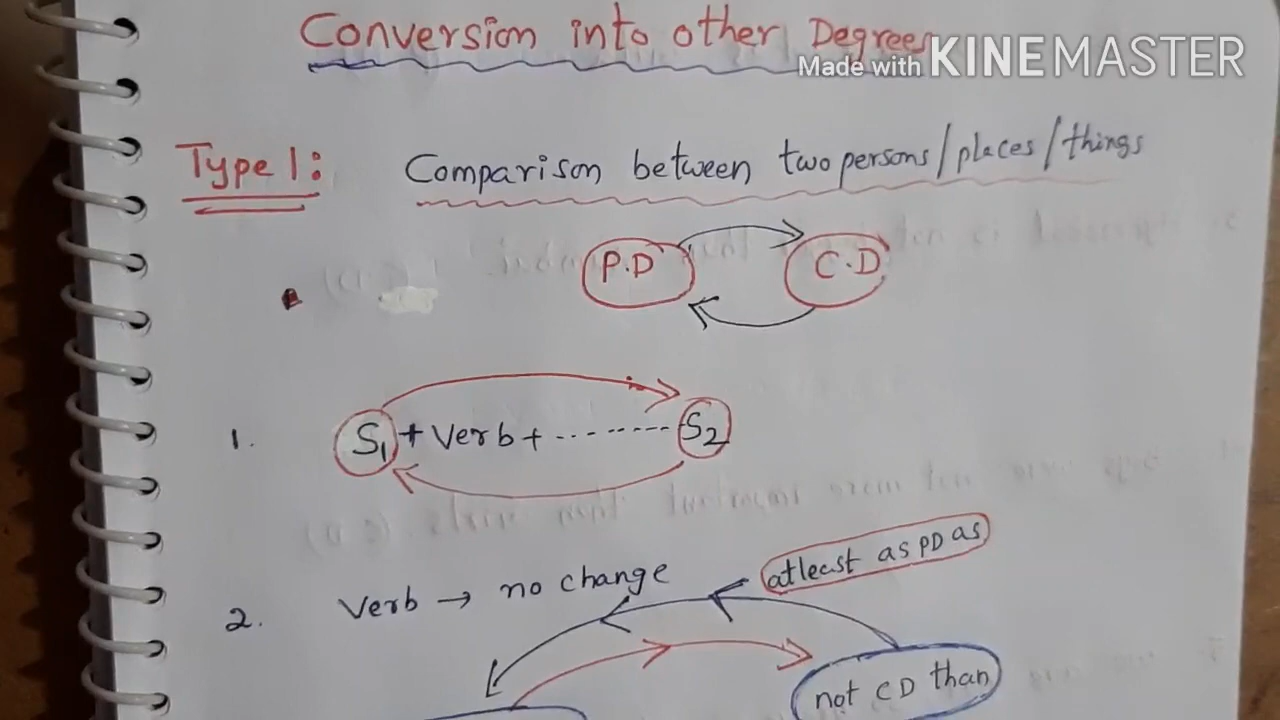 Conversion into other Degrees
Made with KINEMASTER
Type 1: Comparison between two persons/places/things
P.D C.D
1. S1 + Verb + -------- S2
2. Verb → no change
atleast as PD as
not CD than